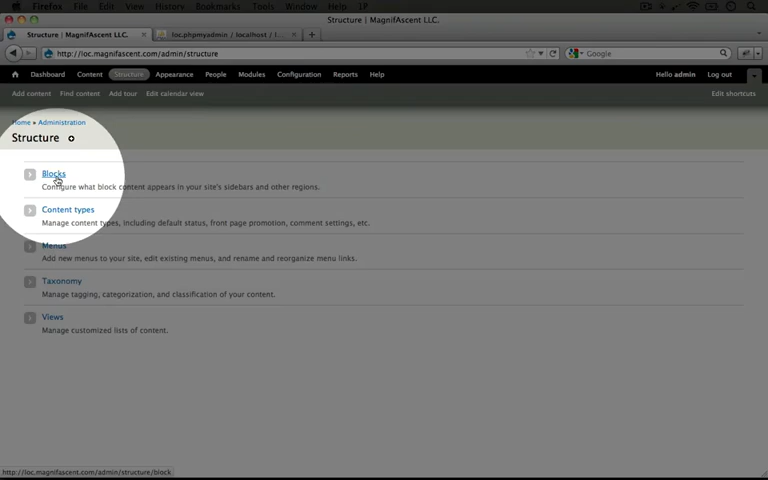 Firefox File Edit View History Bookmarks Tools Window Help
Structure | MagnifAscent LLC.
Structure | MagnifAscent LLC.
loc.phpmyadmin / localhost / l...
http://loc.magnifascent.com/admin/structure
Google
Dashboard Content Structure Appearance People Modules Configuration Reports Help
Hello admin Log out
Add content Find content Add tour Edit calendar view
Edit shortcuts
Home ▸ Administration
Structure
Blocks
Configure what block content appears in your site's sidebars and other regions.
Content types
Manage content types, including default status, front page promotion, comment settings, etc.
Menus
Add new menus to your site, edit existing menus, and rename and reorganize menu links.
Taxonomy
Manage tagging, categorization, and classification of your content.
Views
Manage customized lists of content.
http://loc.magnifascent.com/admin/structure/block